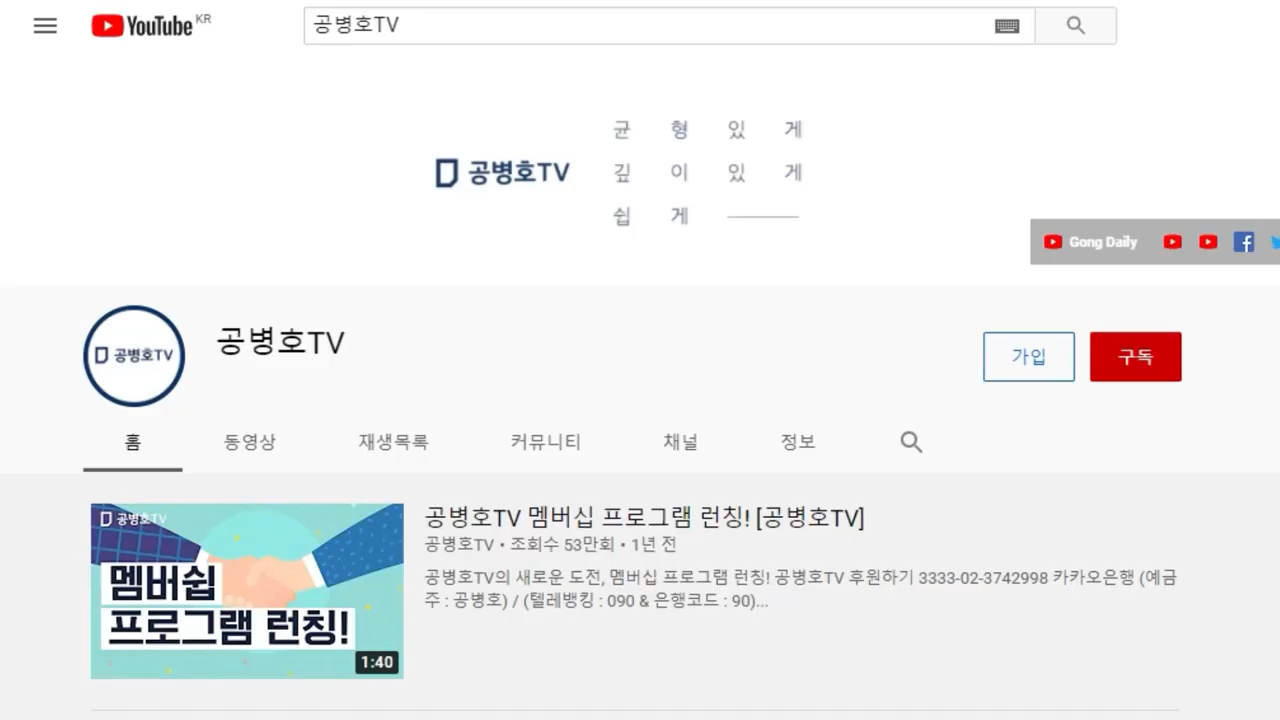 YouTube KR
공병호TV
균 형 있 게
공병호TV
깊 이 있 게
쉽 게
Gong Daily
공병호TV
공병호TV
가입
구독
홈
동영상
재생목록
커뮤니티
채널
정보
공병호TV
멤버쉽
프로그램 런칭!
1:40
공병호TV 멤버십 프로그램 런칭! [공병호TV]
공병호TV • 조회수 53만회 • 1년 전
공병호TV의 새로운 도전, 멤버십 프로그램 런칭! 공병호TV 후원하기 3333-02-3742998 카카오은행 (예금
주 : 공병호) / (텔레뱅킹 : 090 & 은행코드 : 90)...